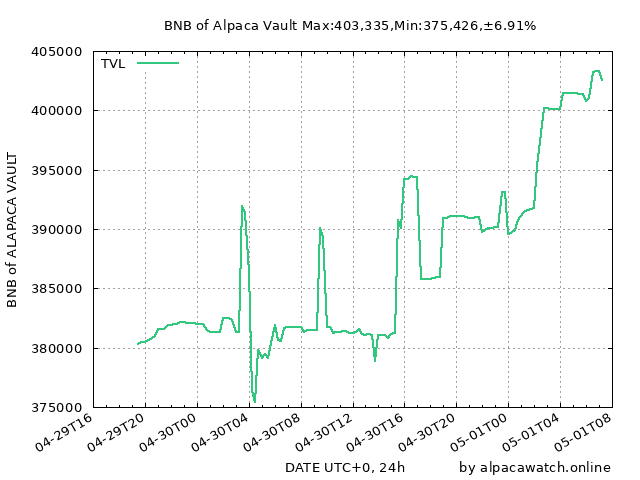 BNB of Alpaca Vault Max:403,335,Min:375,426,±6.91%
TVL
405000
400000
395000
390000
385000
380000
375000
BNB of ALAPACA VAULT
04-29T16
04-29T20
04-30T00
04-30T04
04-30T08
04-30T12
04-30T16
04-30T20
05-01T00
05-01T04
05-01T08
DATE UTC+0, 24h
by alpacawatch.online